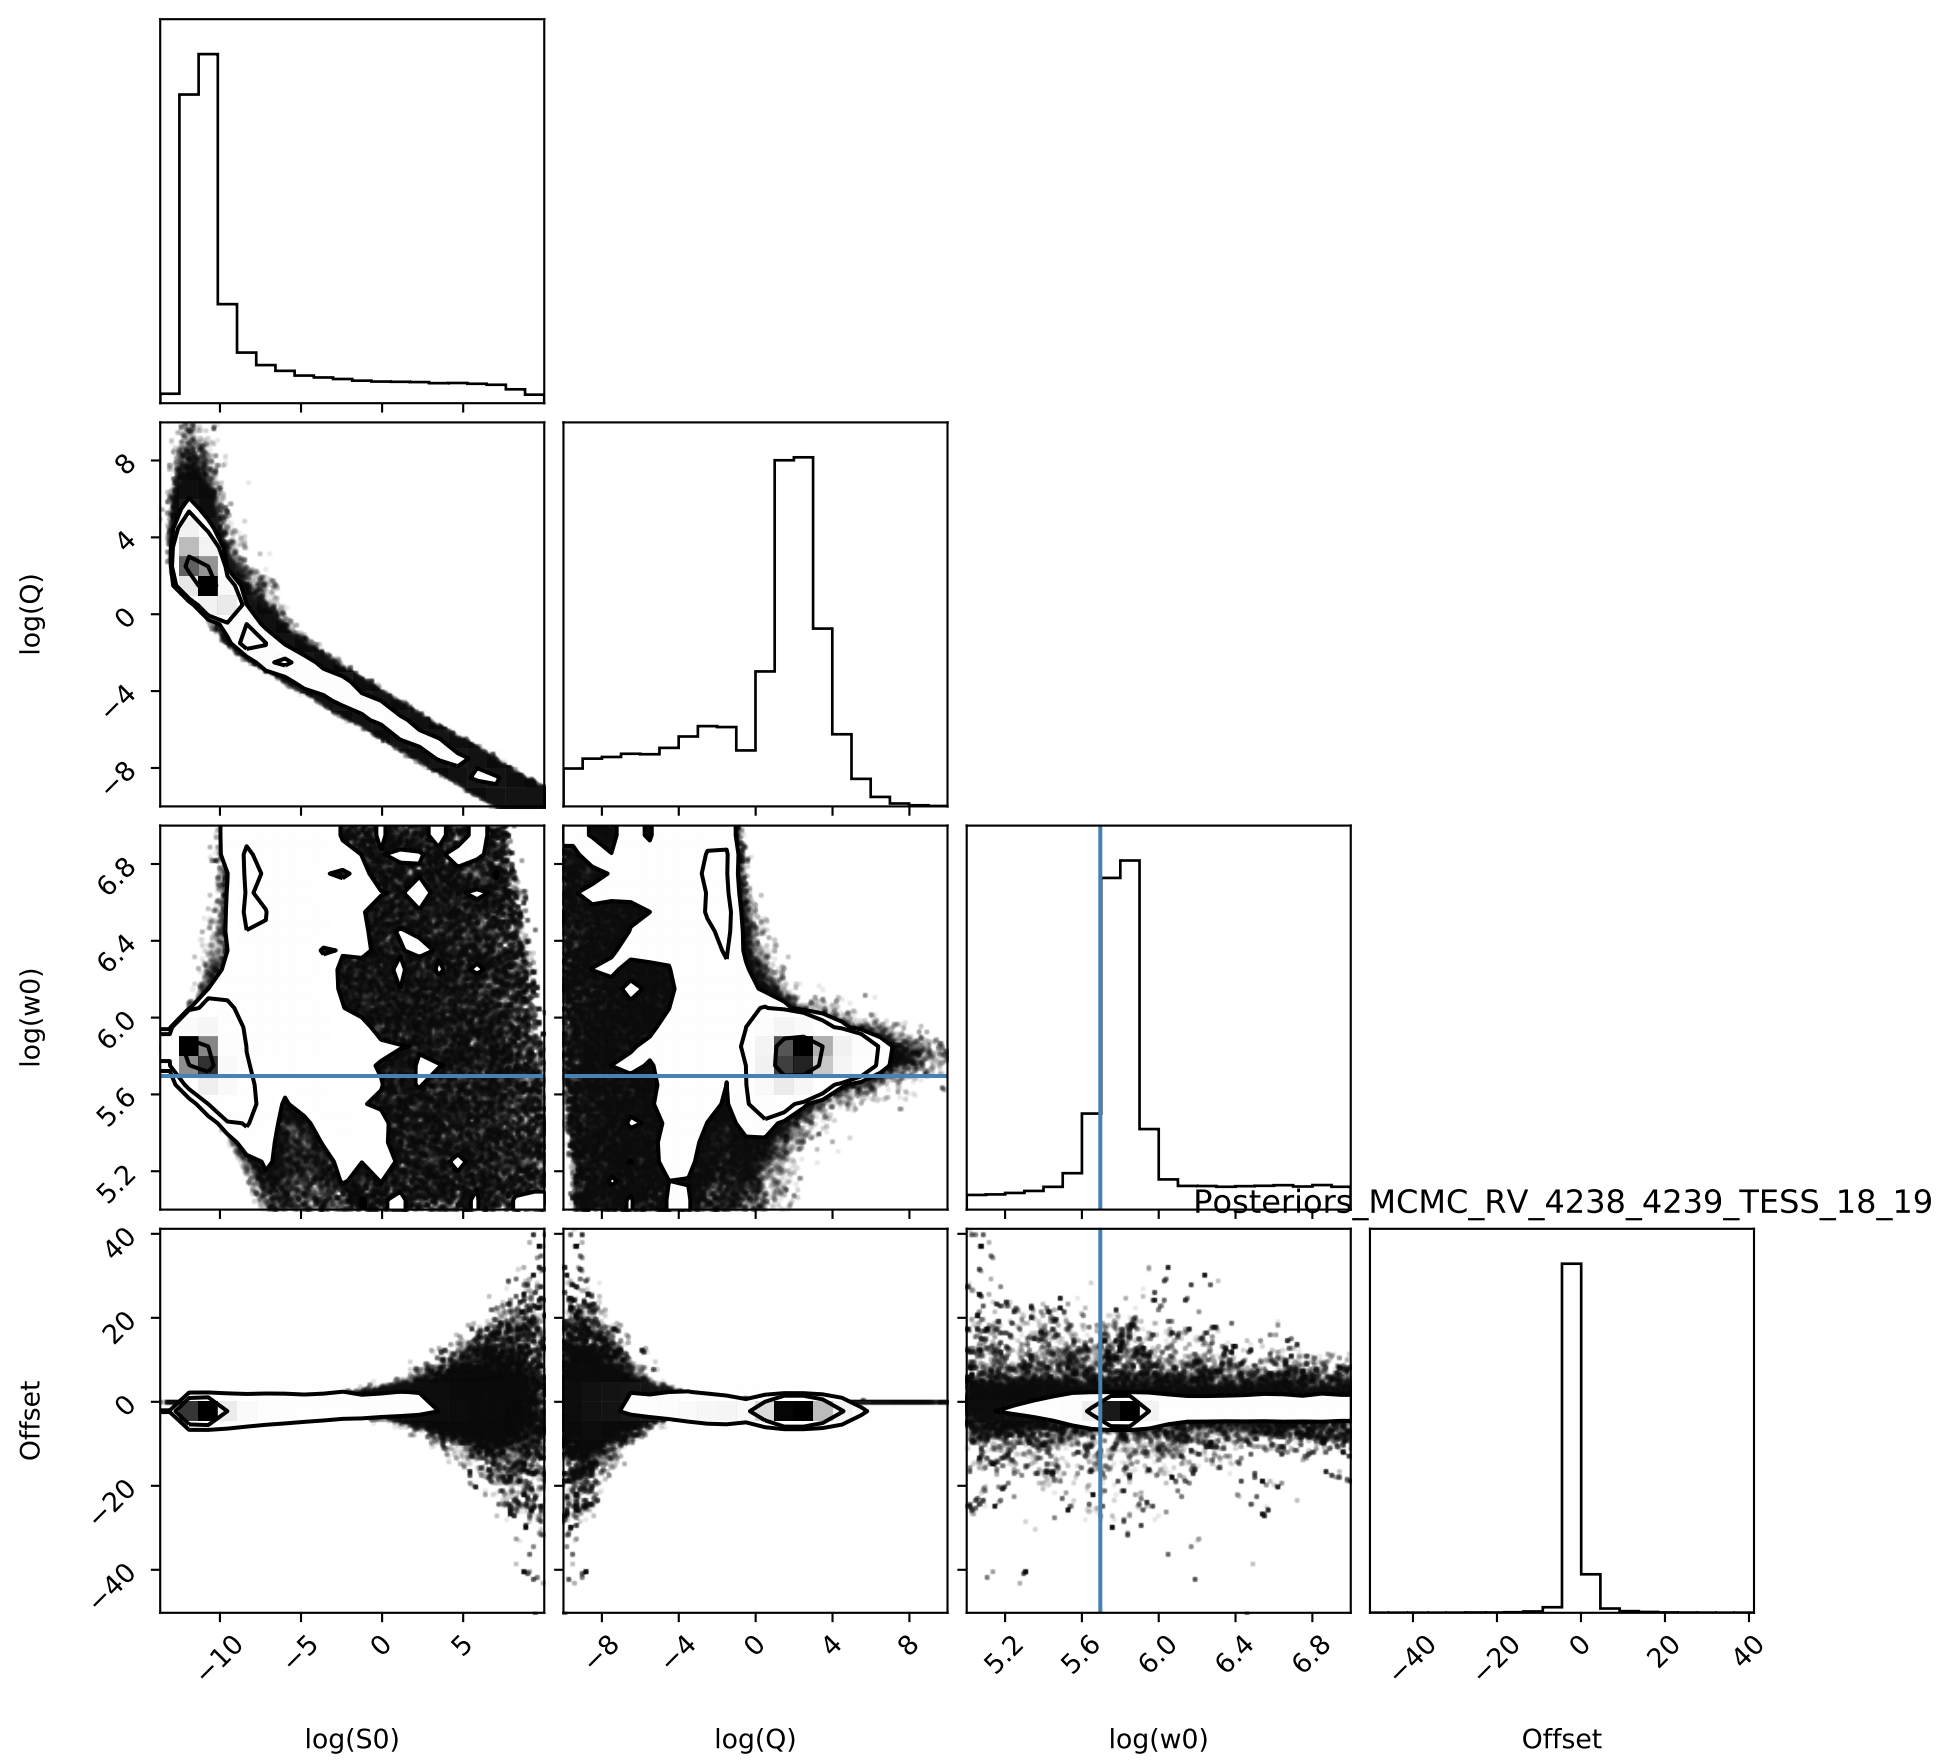 8
4
0
−4
−8
log(Q)
6.8
6.4
6.0
5.6
5.2
log(w0)
Posteriors_MCMC_RV_4238_4239_TESS_18_19
40
20
0
−20
−40
Offset
−10 −5 0 5
−8 −4 0 4 8
5.2 5.6 6.0 6.4 6.8
−40 −20 0 20 40
log(S0) log(Q) log(w0) Offset